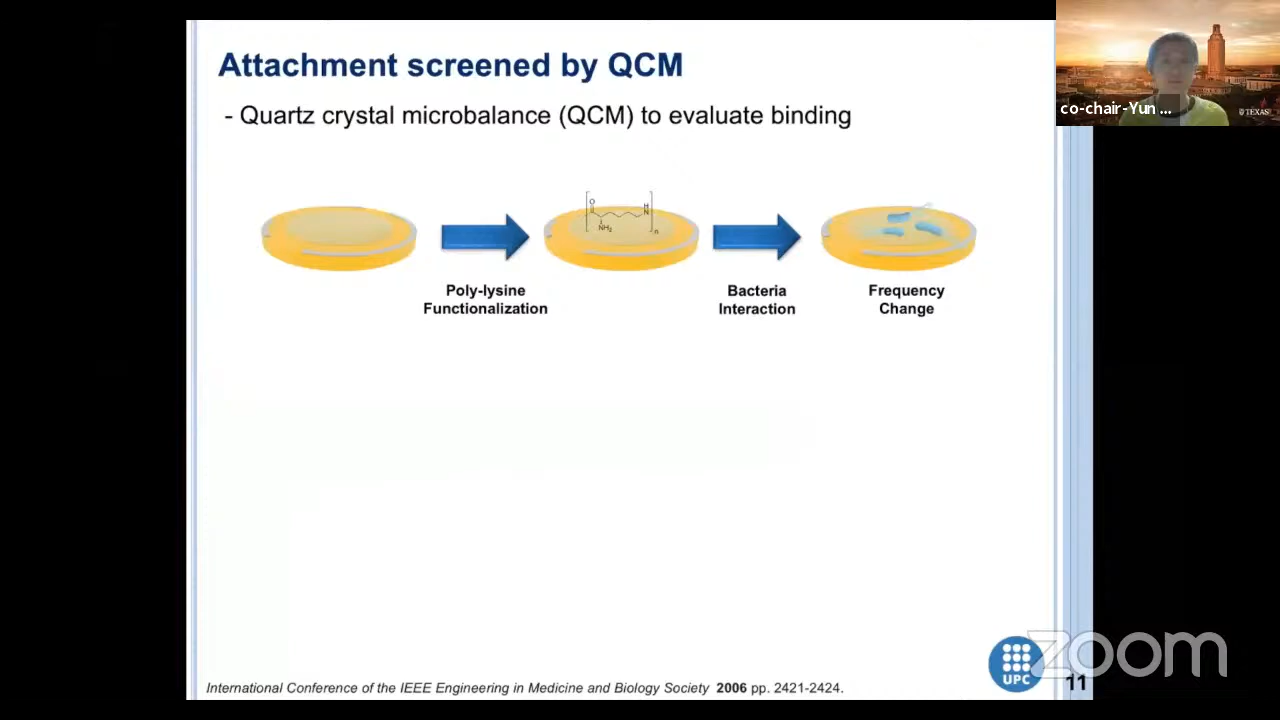 Attachment screened by QCM
- Quartz crystal microbalance (QCM) to evaluate binding
co-chair-Yun ...
TEXAS
O
H
N
NH2
n
Poly-lysine
Functionalization
Bacteria
Interaction
Frequency
Change
International Conference of the IEEE Engineering in Medicine and Biology Society 2006 pp. 2421-2424.
UPC
zoom
11